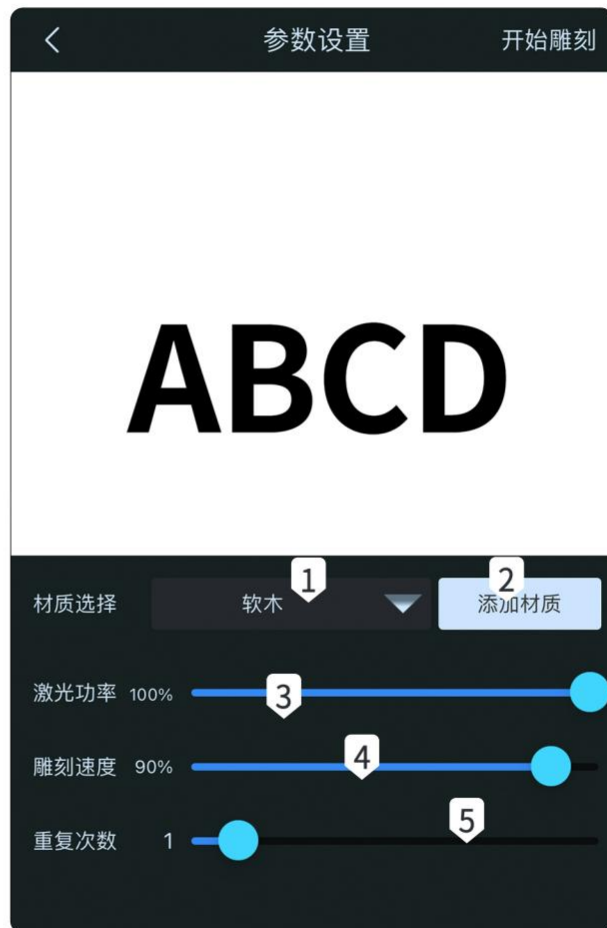 参数设置 开始雕刻
ABCD
1 2
材质选择 软木 添加材质
激光功率 100% 3
雕刻速度 90% 4
重复次数 1 5